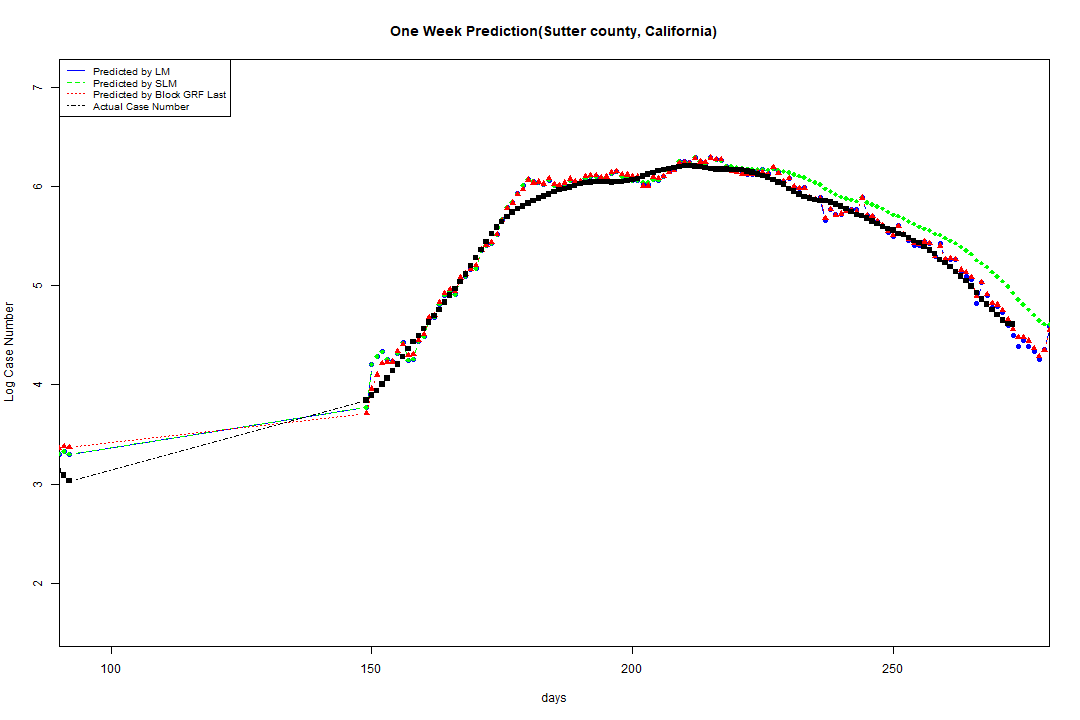 One Week Prediction(Sutter county, California)
Predicted by LM
Predicted by SLM
Predicted by Block GRF Last
Actual Case Number
7
6
5
4
3
2
Log Case Number
100 150 200 250
days